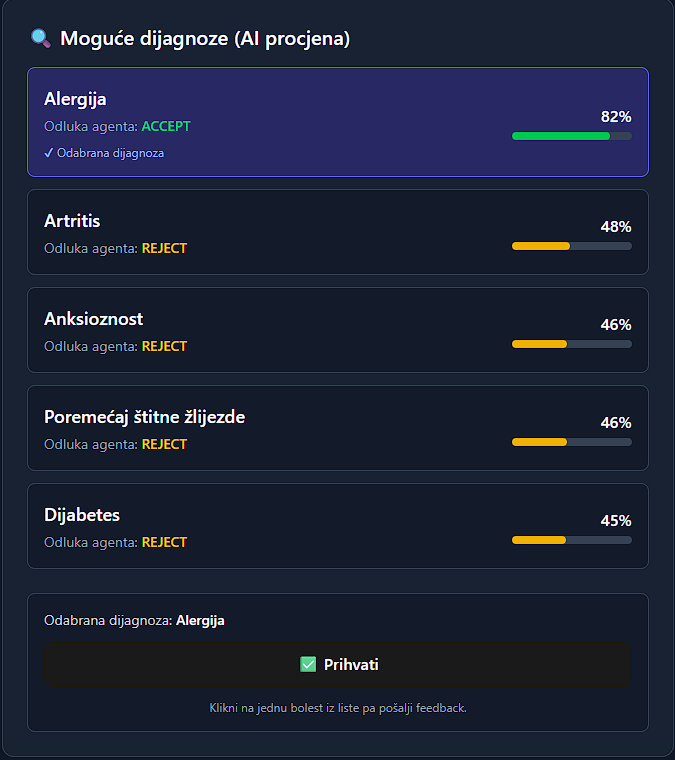 Moguće dijagnoze (AI procjena)
Alergija
82%
Odluka agenta: ACCEPT
✓ Odabrana dijagnoza
Artritis
48%
Odluka agenta: REJECT
Anksioznost
46%
Odluka agenta: REJECT
Poremećaj štitne žlijezde
46%
Odluka agenta: REJECT
Dijabetes
45%
Odluka agenta: REJECT
Odabrana dijagnoza: Alergija
Prihvati
Klikni na jednu bolest iz liste pa pošalji feedback.